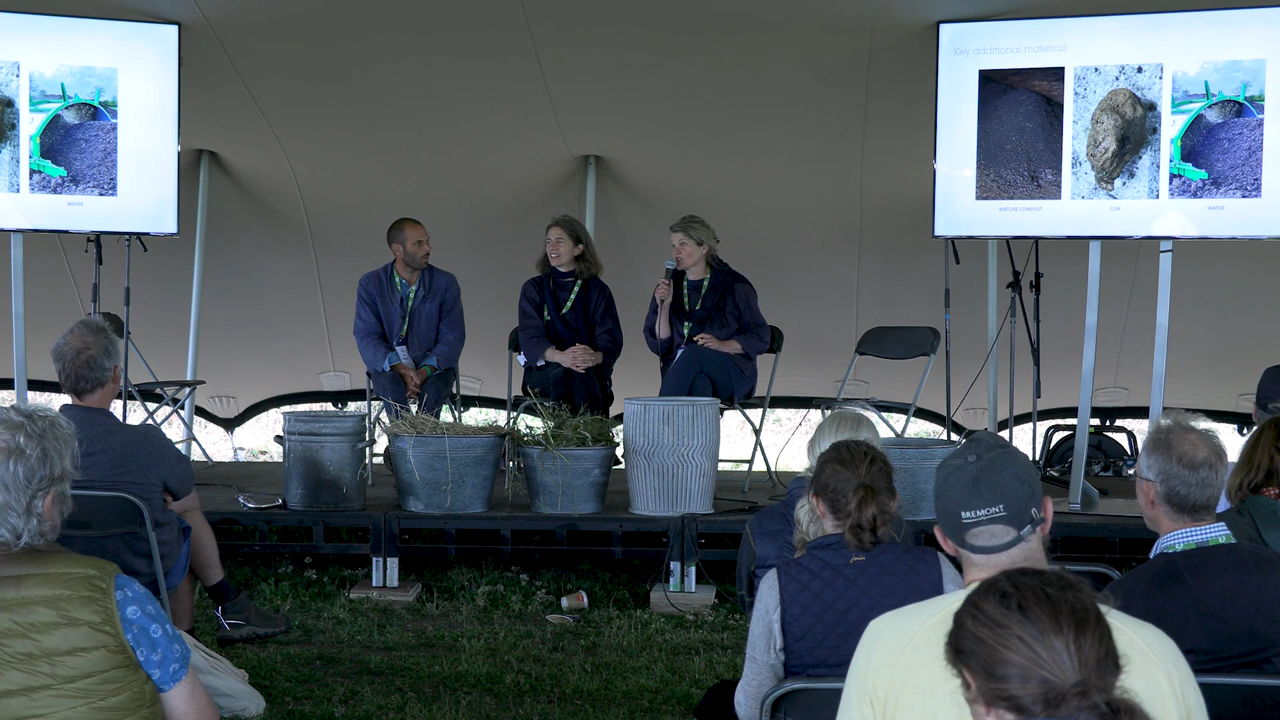 WATER
Key additional materials
MATURE COMPOST
CLAY
WATER
BREMONT